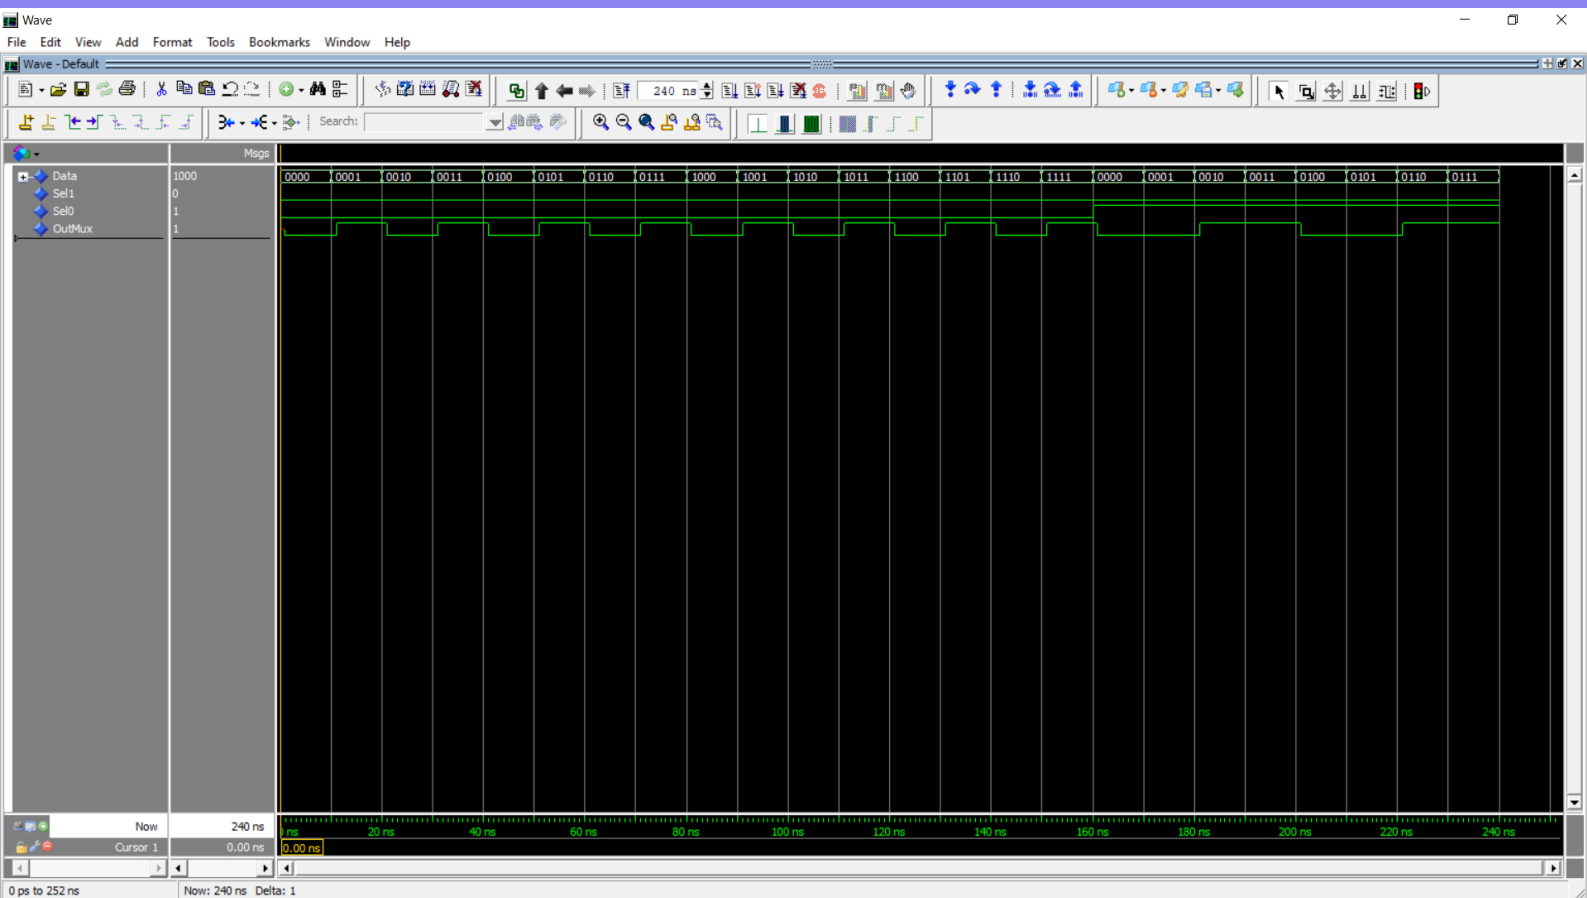 Wave
File Edit View Add Format Tools Bookmarks Window Help
Wave - Default
240 ns
Search:
Msgs
Data 1000 0000 0001 0010 0011 0100 0101 0110 0111 1000 1001 1010 1011 1100 1101 1110 1111 0000 0001 0010 0011 0100 0101 0110 0111
Sel1 0
Sel0 1
OutMux 1
Now 240 ns ns 20 ns 40 ns 60 ns 80 ns 100 ns 120 ns 140 ns 160 ns 180 ns 200 ns 220 ns 240 ns
Cursor 1 0.00 ns 0.00 ns
0 ps to 252 ns Now: 240 ns Delta: 1